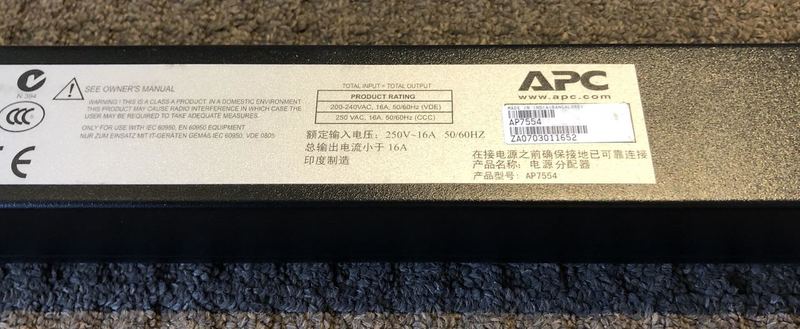 N 394
CCC
CE
SEE OWNER'S MANUAL
WARNING ! THIS IS A CLASS A PRODUCT. IN A DOMESTIC ENVIRONMENT
THIS PRODUCT MAY CAUSE RADIO INTERFERENCE IN WHICH CASE THE
USER MAY BE REQUIRED TO TAKE ADEQUATE MEASURES.
ONLY FOR USE WITH IEC 60950, EN 60950 EQUIPMENT
NUR ZUM EINSATZ MIT IT-GERÄTEN GEMÄß IEC 60950, VDE 0805
TOTAL INPUT = TOTAL OUTPUT
PRODUCT RATING
200-240VAC, 16A, 50/60Hz (VDE)
250 VAC, 16A, 50/60Hz (CCC)
额定输入电压: 250V~16A 50/60HZ
总输出电流小于 16A
印度制造
APC
www.apc.com
MADE IN INDIA(BANGALORE)
AP7554
ZA0703011652
在接电源之前确保接地已可靠连接
产品名称: 电源分配器
产品型号: AP7554